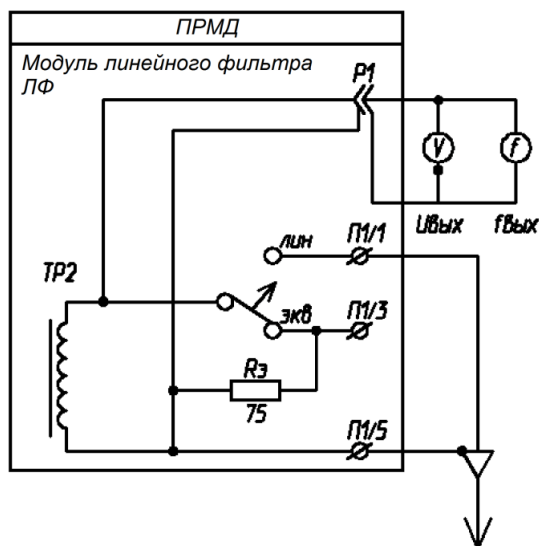 ПРМД
Модуль линейного фильтра
ЛФ
Р1
V
f
Uвых
fвых
лин
П1/1
ТР2
экв
П1/3
Rэ
75
П1/5